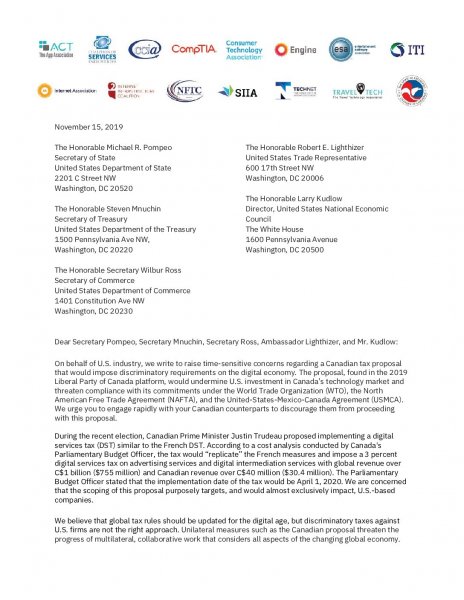 ACT
The App Association
COALITION OF
SERVICES
INDUSTRIES
ccia
CompTIA
Consumer
Technology
Association
Engine
esa
entertainment
software
association
ITI
Internet Association
NFTC
SIIA
TECHNET
TRAVEL TECH
The Travel Technology Association
November 15, 2019
The Honorable Michael R. Pompeo
Secretary of State
United States Department of State
2201 C Street NW
Washington, DC 20520
The Honorable Steven Mnuchin
Secretary of Treasury
United States Department of the Treasury
1500 Pennsylvania Ave NW,
Washington, DC 20220
The Honorable Secretary Wilbur Ross
Secretary of Commerce
United States Department of Commerce
1401 Constitution Ave NW
Washington, DC 20230
The Honorable Robert E. Lighthizer
United States Trade Representative
600 17th Street NW
Washington, DC 20006
The Honorable Larry Kudlow
Director, United States National Economic
Council
The White House
1600 Pennsylvania Avenue
Washington, DC 20500
Dear Secretary Pompeo, Secretary Mnuchin, Secretary Ross, Ambassador Lighthizer, and Mr. Kudlow:
On behalf of U.S. industry, we write to raise time-sensitive concerns regarding a Canadian tax proposal
that would impose discriminatory requirements on the digital economy. The proposal, found in the 2019
Liberal Party of Canada platform, would undermine U.S. investment in Canada's technology market and
threaten compliance with its commitments under the World Trade Organization (WTO), the North
American Free Trade Agreement (NAFTA), and the United-States-Mexico-Canada Agreement (USMCA).
We urge you to engage rapidly with your Canadian counterparts to discourage them from proceeding
with this proposal.
During the recent election, Canadian Prime Minister Justin Trudeau proposed implementing a digital
services tax (DST) similar to the French DST. According to a cost analysis conducted by Canada's
Parliamentary Budget Officer, the tax would "replicate" the French measures and impose a 3 percent
digital services tax on advertising services and digital intermediation services with global revenue over
C$1 billion ($755 million) and Canadian revenue over C$40 million ($30.4 million). The Parliamentary
Budget Officer stated that the implementation date of the tax would be April 1, 2020. We are concerned
that the scoping of this proposal purposely targets, and would almost exclusively impact, U.S.-based
companies.
We believe that global tax rules should be updated for the digital age, but discriminatory taxes against
U.S. firms are not the right approach. Unilateral measures such as the Canadian proposal threaten the
progress of multilateral, collaborative work that considers all aspects of the changing global economy.